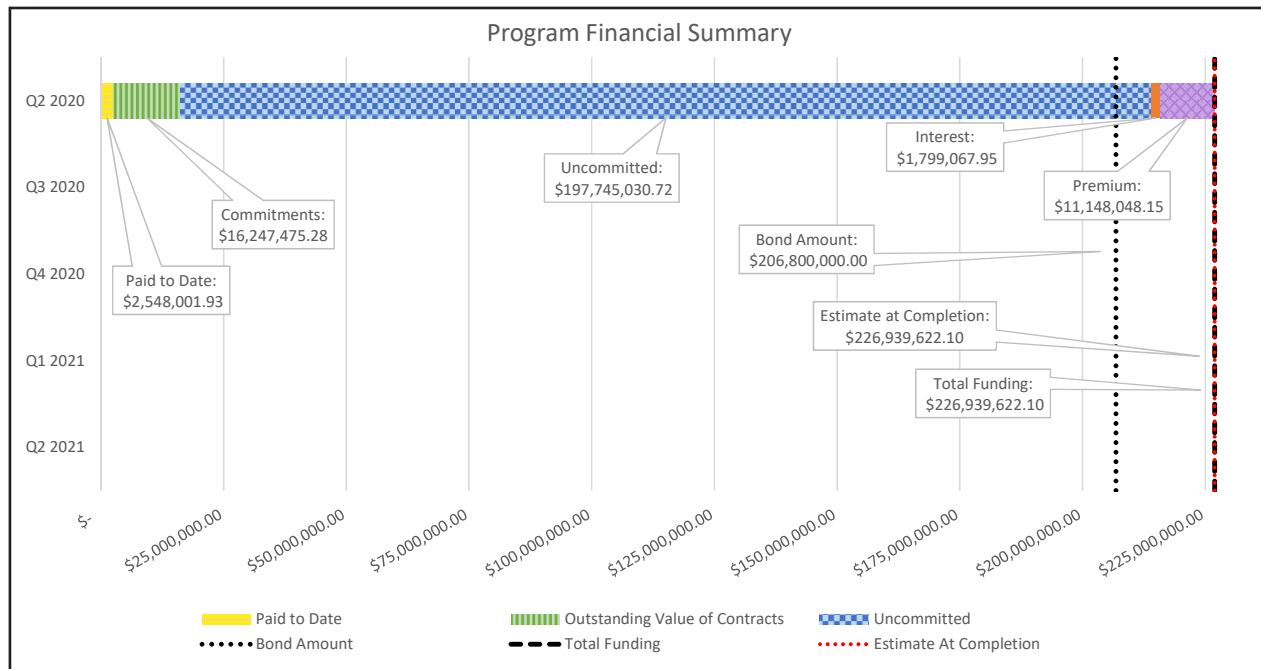 Program Financial Summary
Q2 2020
Q3 2020
Q4 2020
Q1 2021
Q2 2021
Interest:
$1,799,067.95
Uncommitted:
$197,745,030.72
Premium:
$11,148,048.15
Commitments:
$16,247,475.28
Bond Amount:
$206,800,000.00
Paid to Date:
$2,548,001.93
Estimate at Completion:
$226,939,622.10
Total Funding:
$226,939,622.10
$-
$25,000,000.00
$50,000,000.00
$75,000,000.00
$100,000,000.00
$125,000,000.00
$150,000,000.00
$175,000,000.00
$200,000,000.00
$225,000,000.00
Paid to Date
Outstanding Value of Contracts
Uncommitted
Bond Amount
Total Funding
Estimate At Completion